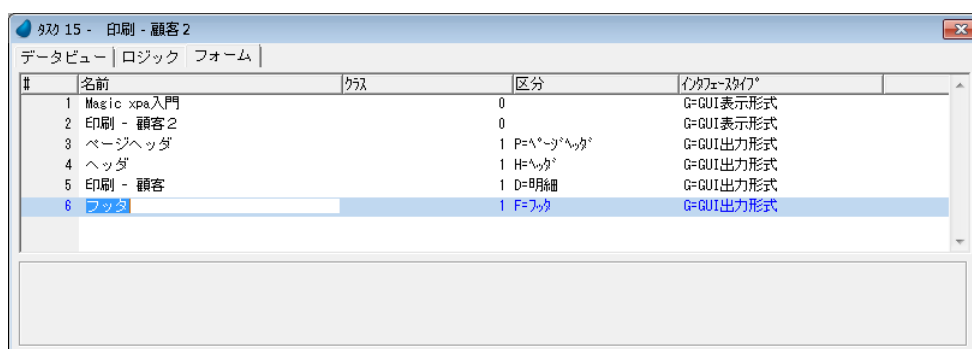 ﾀｽｸ 15 - 印刷 - 顧客２
データビュー ロジック フォーム
# 名前 ｸﾗｽ 区分 ｲﾝﾀﾌｪｰｽﾀｲﾌﾟ
1 Magic xpa入門 0 G=GUI表示形式
2 印刷 - 顧客２ 0 G=GUI表示形式
3 ページヘッダ 1 P=ﾍﾟｰｼﾞﾍｯﾀﾞ G=GUI出力形式
4 ヘッダ 1 H=ﾍｯﾀﾞ G=GUI出力形式
5 印刷 - 顧客 1 D=明細 G=GUI出力形式
6 フッタ 1 F=ﾌｯﾀ G=GUI出力形式